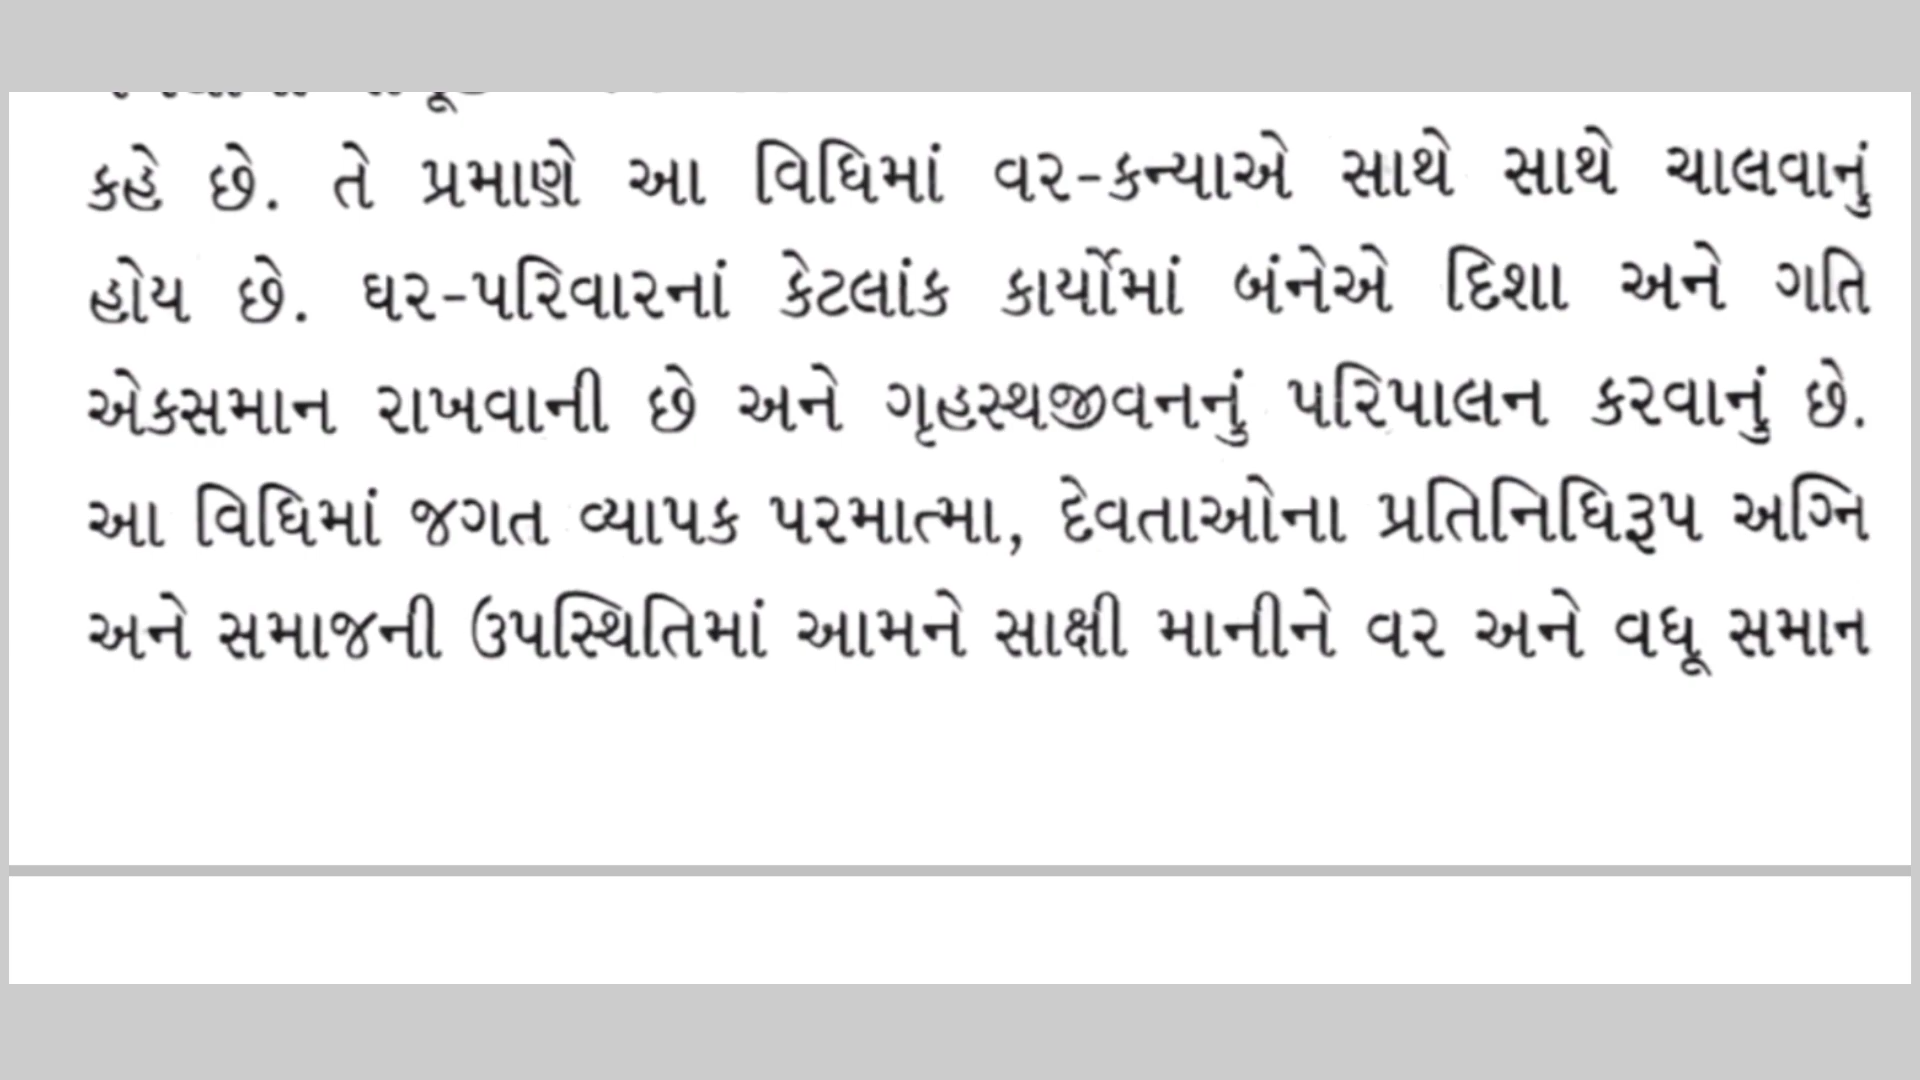 કહે છે. તે પ્રમાણે આ વિધિમાં વર-કન્યાએ સાથે સાથે ચાલવાનું
હોય છે. ઘર-પરિવારનાં કેટલાંક કાર્યોમાં બંનેએ દિશા અને ગતિ
એકસમાન રાખવાની છે અને ગૃહસ્થજીવનનું પરિપાલન કરવાનું છે.
આ વિધિમાં જગત વ્યાપક પરમાત્મા, દેવતાઓના પ્રતિનિધિરૂપ અગ્નિ
અને સમાજની ઉપસ્થિતિમાં આમને સાક્ષી માનીને વર અને વધૂ સમાન